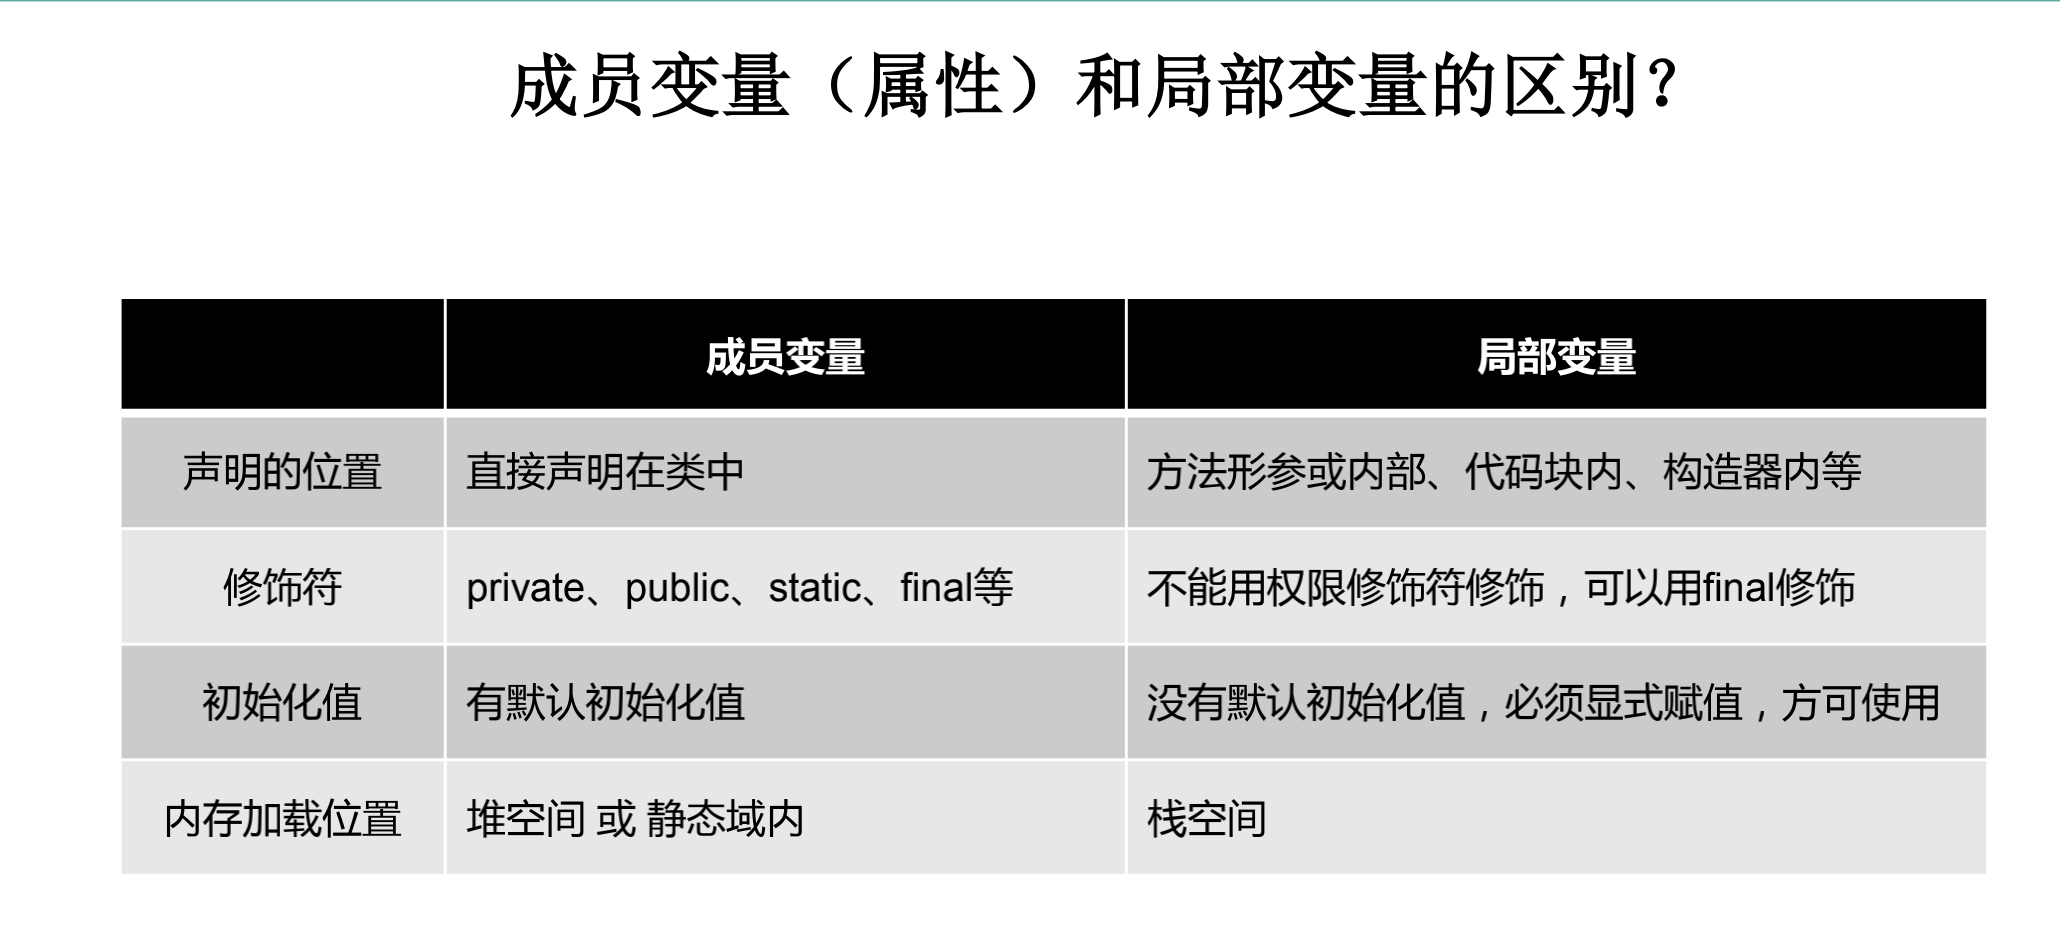 成员变量（属性）和局部变量的区别？
成员变量 局部变量
声明的位置 直接声明在类中 方法形参或内部、代码块内、构造器内等
修饰符 private、public、static、final等 不能用权限修饰符修饰，可以用final修饰
初始化值 有默认初始化值 没有默认初始化值，必须显式赋值，方可使用
内存加载位置 堆空间 或 静态域内 栈空间